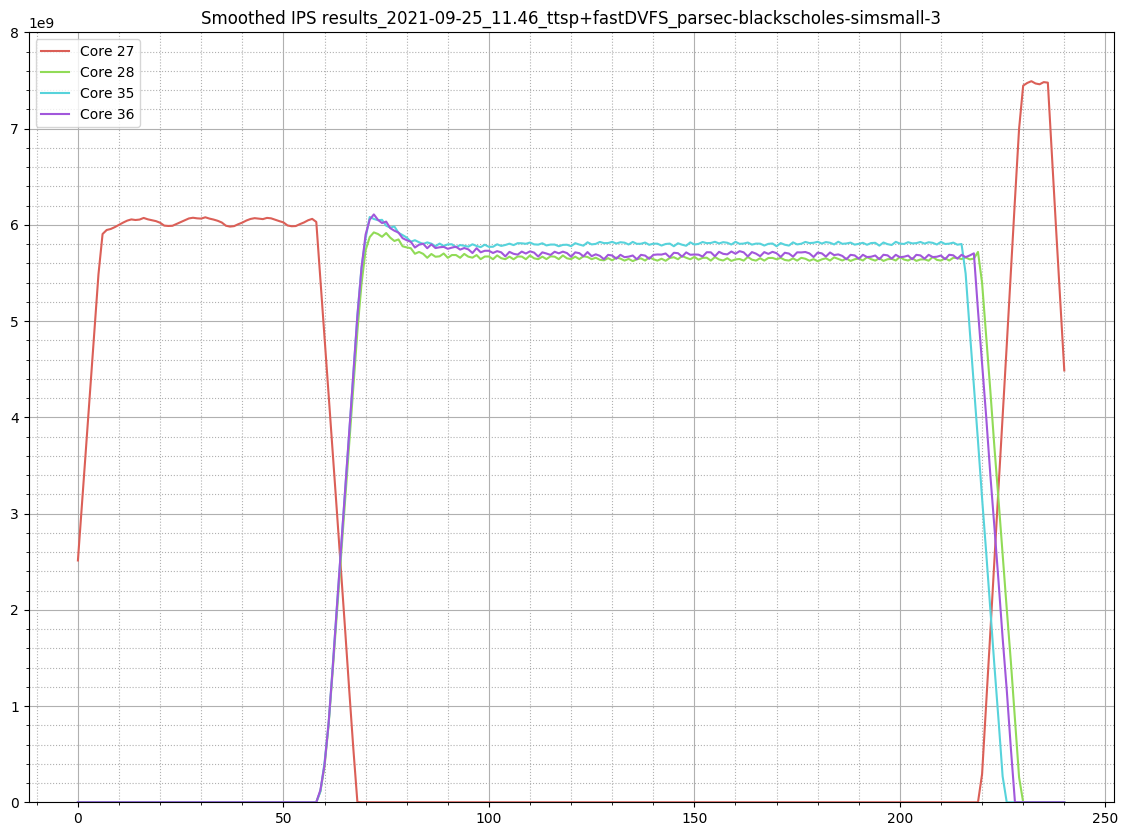 Smoothed IPS results_2021-09-25_11.46_ttsp+fastDVFS_parsec-blackscholes-simsmall-3
1e9
Core 27
Core 28
Core 35
Core 36
8
7
6
5
4
3
2
1
0
0 50 100 150 200 250